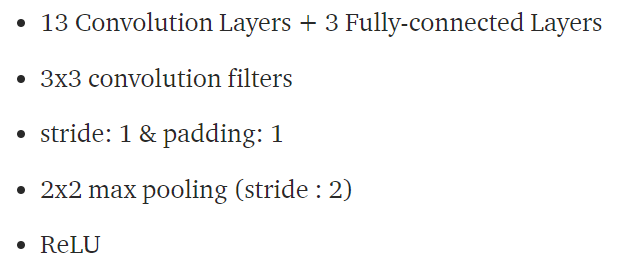 • 13 Convolution Layers + 3 Fully-connected Layers
• 3x3 convolution filters
• stride: 1 & padding: 1
• 2x2 max pooling (stride : 2)
• ReLU